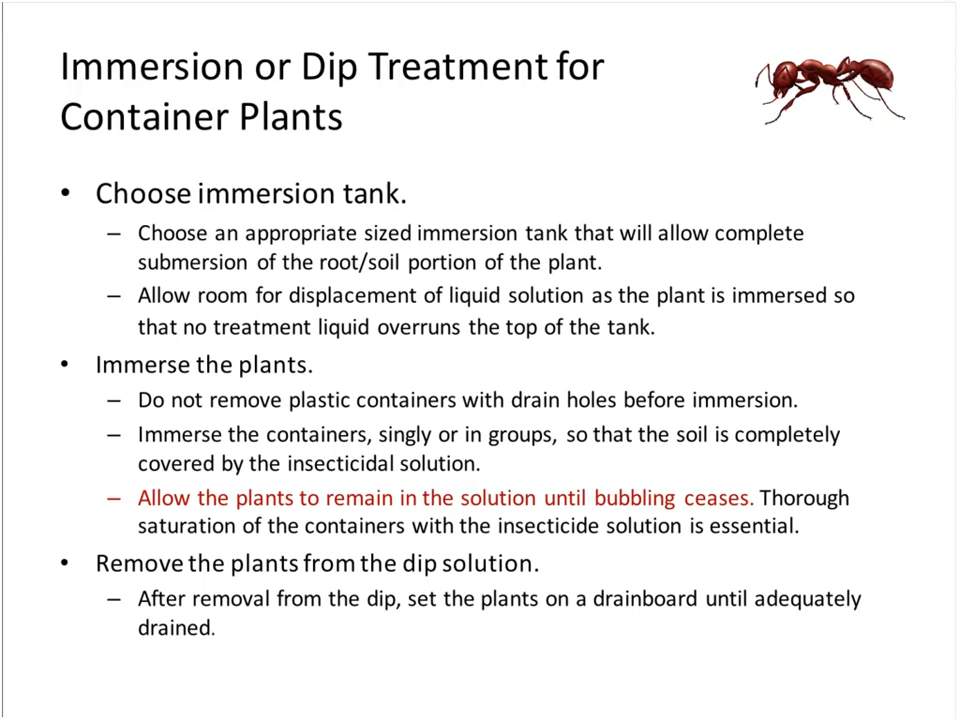 Immersion or Dip Treatment for
Container Plants
• Choose immersion tank.
– Choose an appropriate sized immersion tank that will allow complete
submersion of the root/soil portion of the plant.
– Allow room for displacement of liquid solution as the plant is immersed so
that no treatment liquid overruns the top of the tank.
• Immerse the plants.
– Do not remove plastic containers with drain holes before immersion.
– Immerse the containers, singly or in groups, so that the soil is completely
covered by the insecticidal solution.
– Allow the plants to remain in the solution until bubbling ceases. Thorough
saturation of the containers with the insecticide solution is essential.
• Remove the plants from the dip solution.
– After removal from the dip, set the plants on a drainboard until adequately
drained.